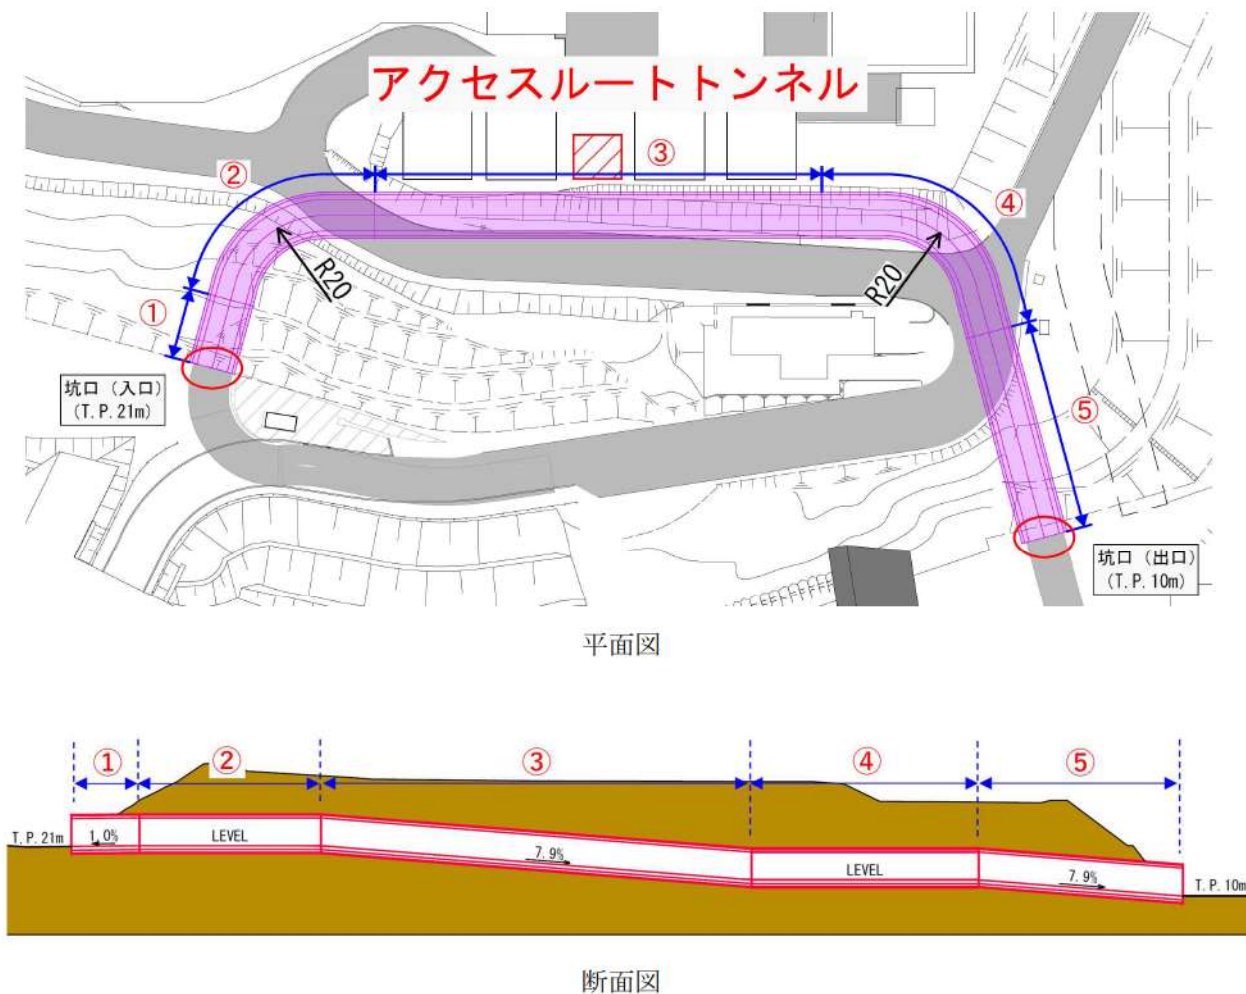 アクセスルートトンネル
③
②
④
R20
R20
①
坑口（入口）
(T.P.21m)
⑤
坑口（出口）
(T.P.10m)
平面図
①
②
③
④
⑤
T.P.21m
1.0%
LEVEL
7.9%
LEVEL
7.9%
T.P.10m
断面図